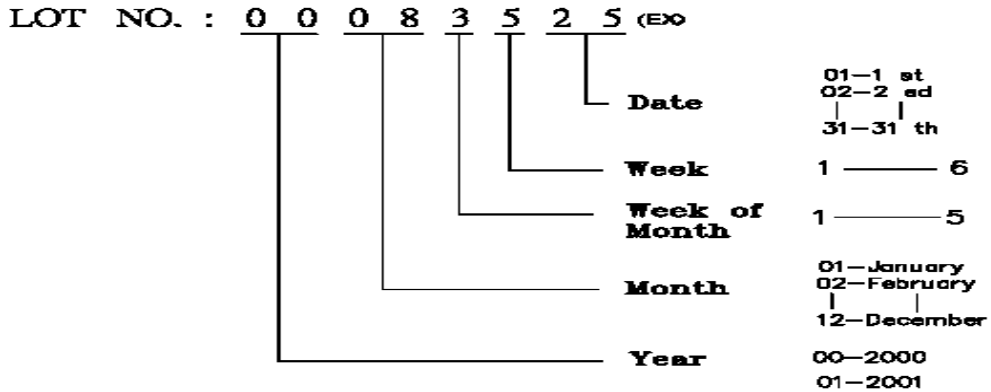 LOT NO. : 0 0 0 8 3 5 2 5 (EX)
Date
01-1 st
02-2 ed
31-31 th
Week
1 6
Week of
Month
1 5
Month
01-January
02-February
12-December
Year
00-2000
01-2001